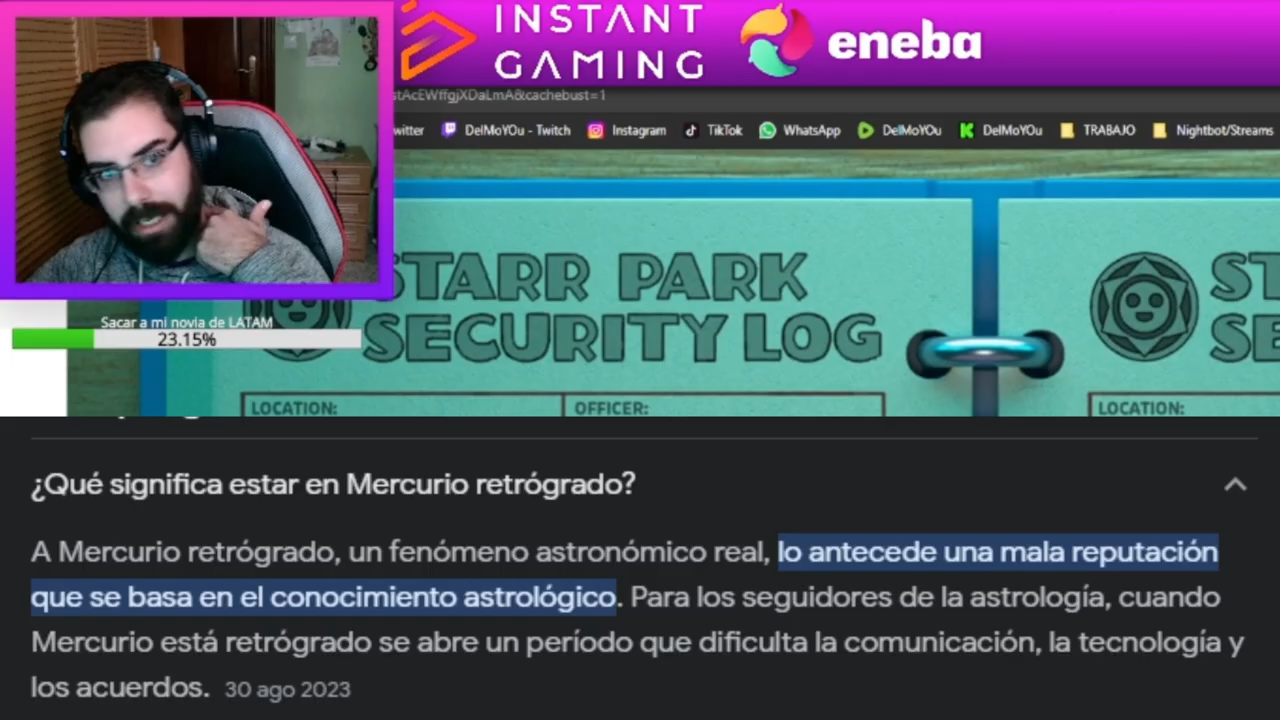 INSTANT
GAMING
eneba
stAcEWffgjXDaLmA&cachebust=1
witter DelMoYOu - Twitch Instagram TikTok WhatsApp DelMoYOu DelMoYOu TRABAJO Nightbot/Streams
STARR PARK
SECURITY LOG
ST
SE
Sacar a mi novia de LATAM
23.15%
LOCATION: OFFICER: LOCATION:
¿Qué significa estar en Mercurio retrógrado?
A Mercurio retrógrado, un fenómeno astronómico real, lo antecede una mala reputación
que se basa en el conocimiento astrológico. Para los seguidores de la astrología, cuando
Mercurio está retrógrado se abre un período que dificulta la comunicación, la tecnología y
los acuerdos. 30 ago 2023